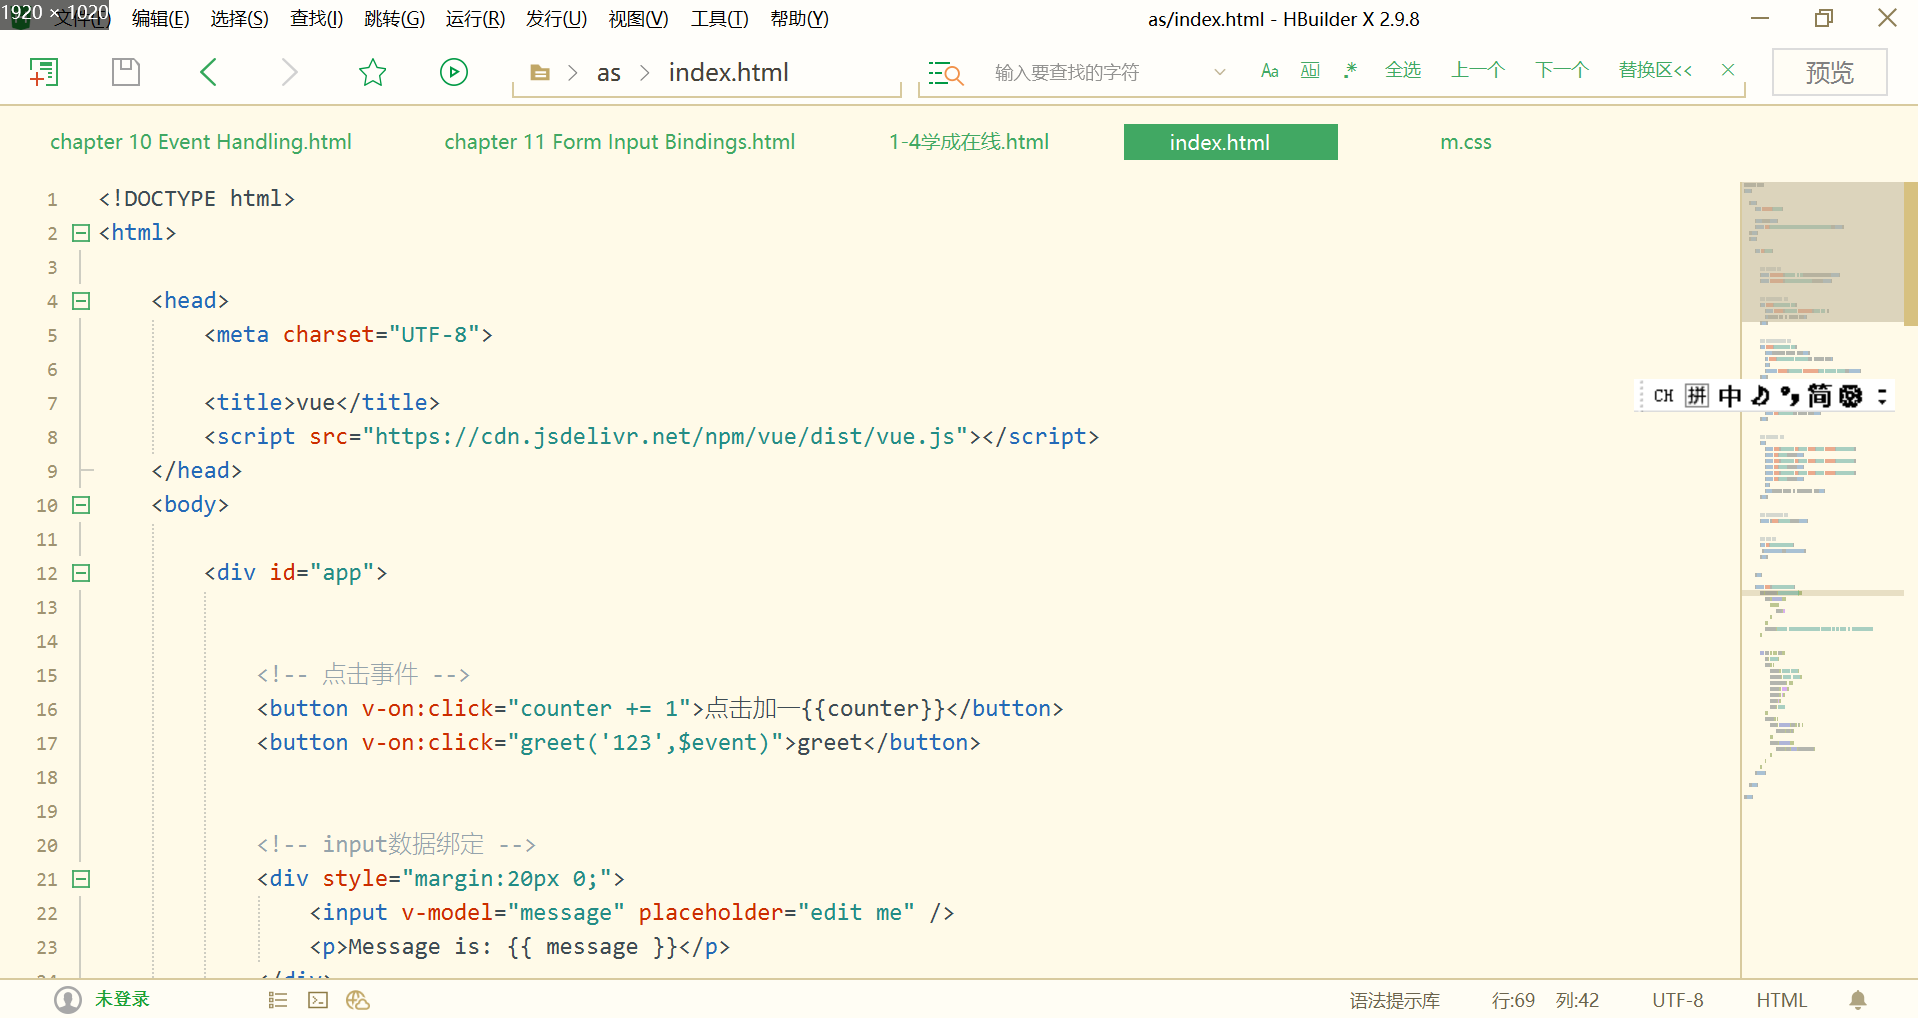 1920 × 1020
文件(F) 编辑(E) 选择(S) 查找(I) 跳转(G) 运行(R) 发行(U) 视图(V) 工具(T) 帮助(Y) as/index.html - HBuilder X 2.9.8
as index.html 输入要查找的字符 Aa Ab| .* 全选 上一个 下一个 替换区<< 预览
chapter 10 Event Handling.html chapter 11 Form Input Bindings.html 1-4学成在线.html index.html m.css
1 <!DOCTYPE html>
2 <html>
3
4 <head>
5 <meta charset="UTF-8">
6
7 <title>vue</title>
8 <script src="https://cdn.jsdelivr.net/npm/vue/dist/vue.js"></script>
9 </head>
10 <body>
11
12 <div id="app">
13
14
15 <!-- 点击事件 -->
16 <button v-on:click="counter += 1">点击加一{{counter}}</button>
17 <button v-on:click="greet('123',$event)">greet</button>
18
19
20 <!-- input数据绑定 -->
21 <div style="margin:20px 0;">
22 <input v-model="message" placeholder="edit me" />
23 <p>Message is: {{ message }}</p>
24 </div>
CH 拼 中 简
未登录 语法提示库 行:69 列:42 UTF-8 HTML